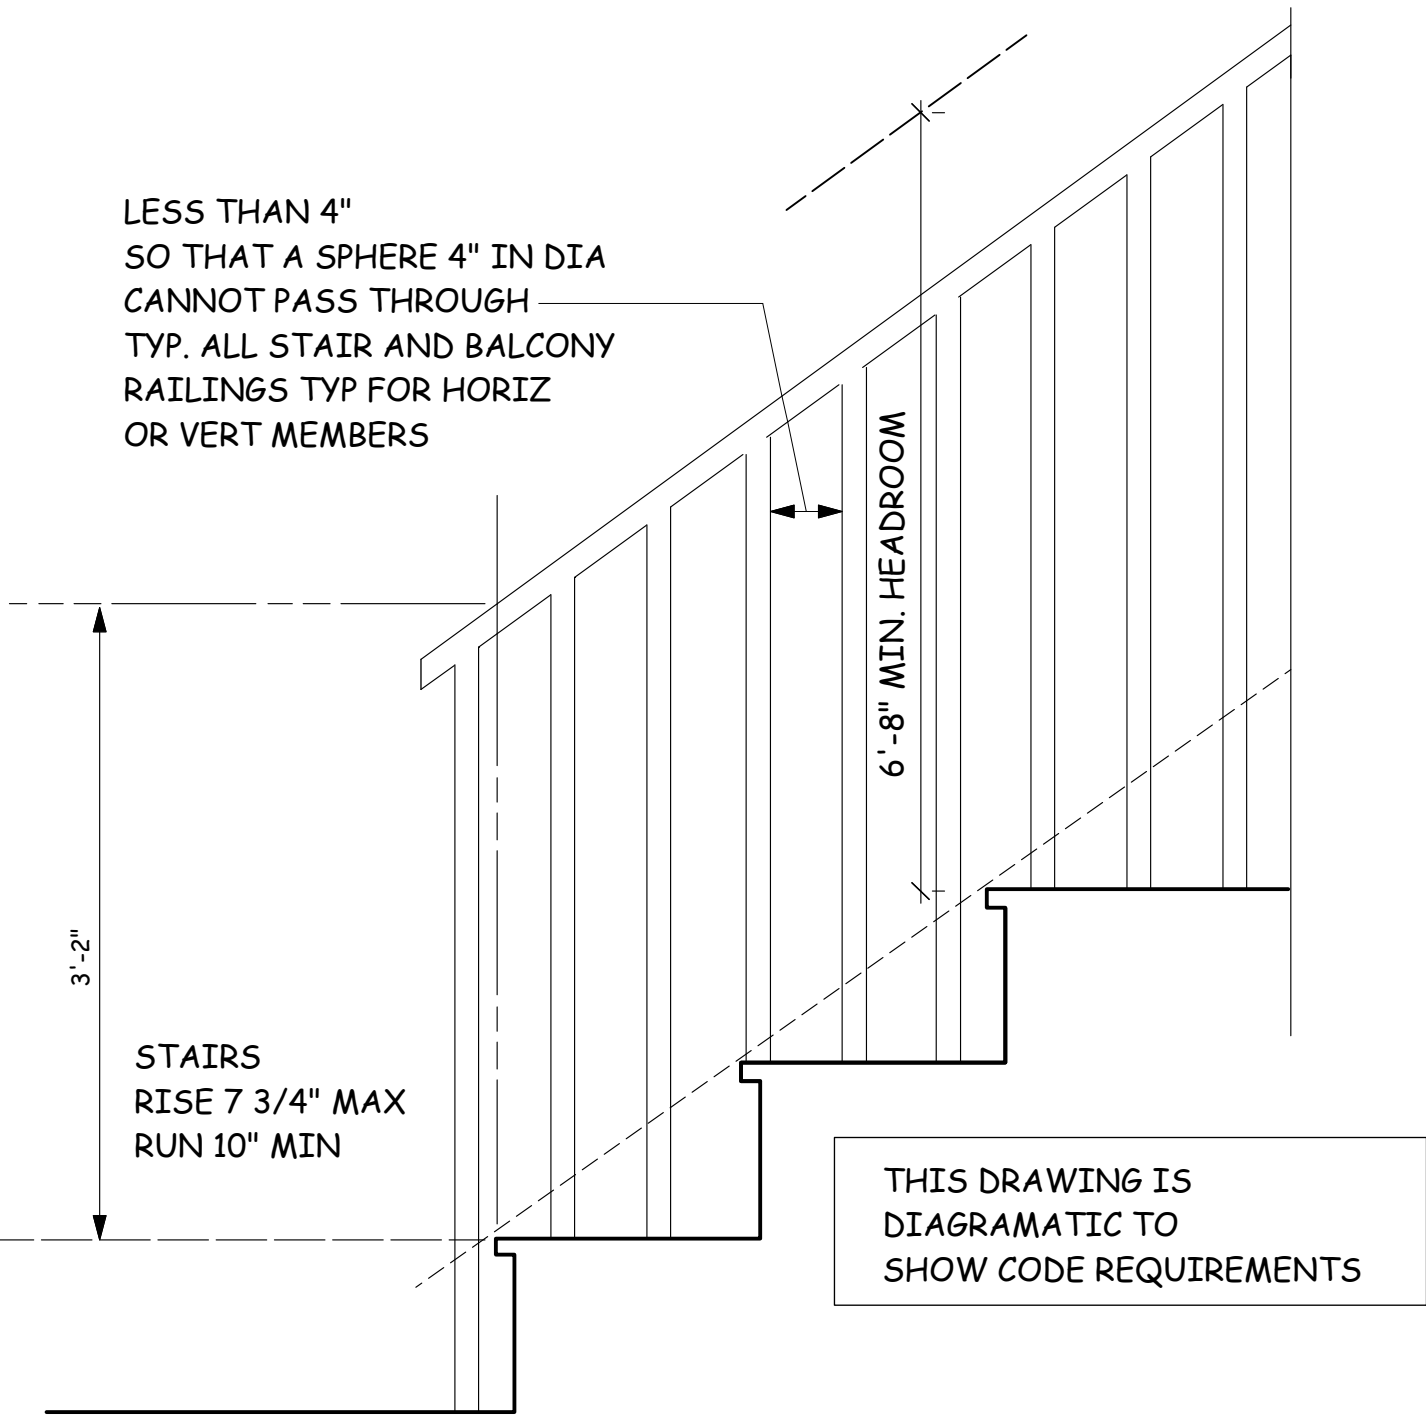 LESS THAN 4"
SO THAT A SPHERE 4" IN DIA
CANNOT PASS THROUGH
TYP. ALL STAIR AND BALCONY
RAILINGS TYP FOR HORIZ
OR VERT MEMBERS
6'-8" MIN. HEADROOM
3'-2"
STAIRS
RISE 7 3/4" MAX
RUN 10" MIN
THIS DRAWING IS
DIAGRAMATIC TO
SHOW CODE REQUIREMENTS